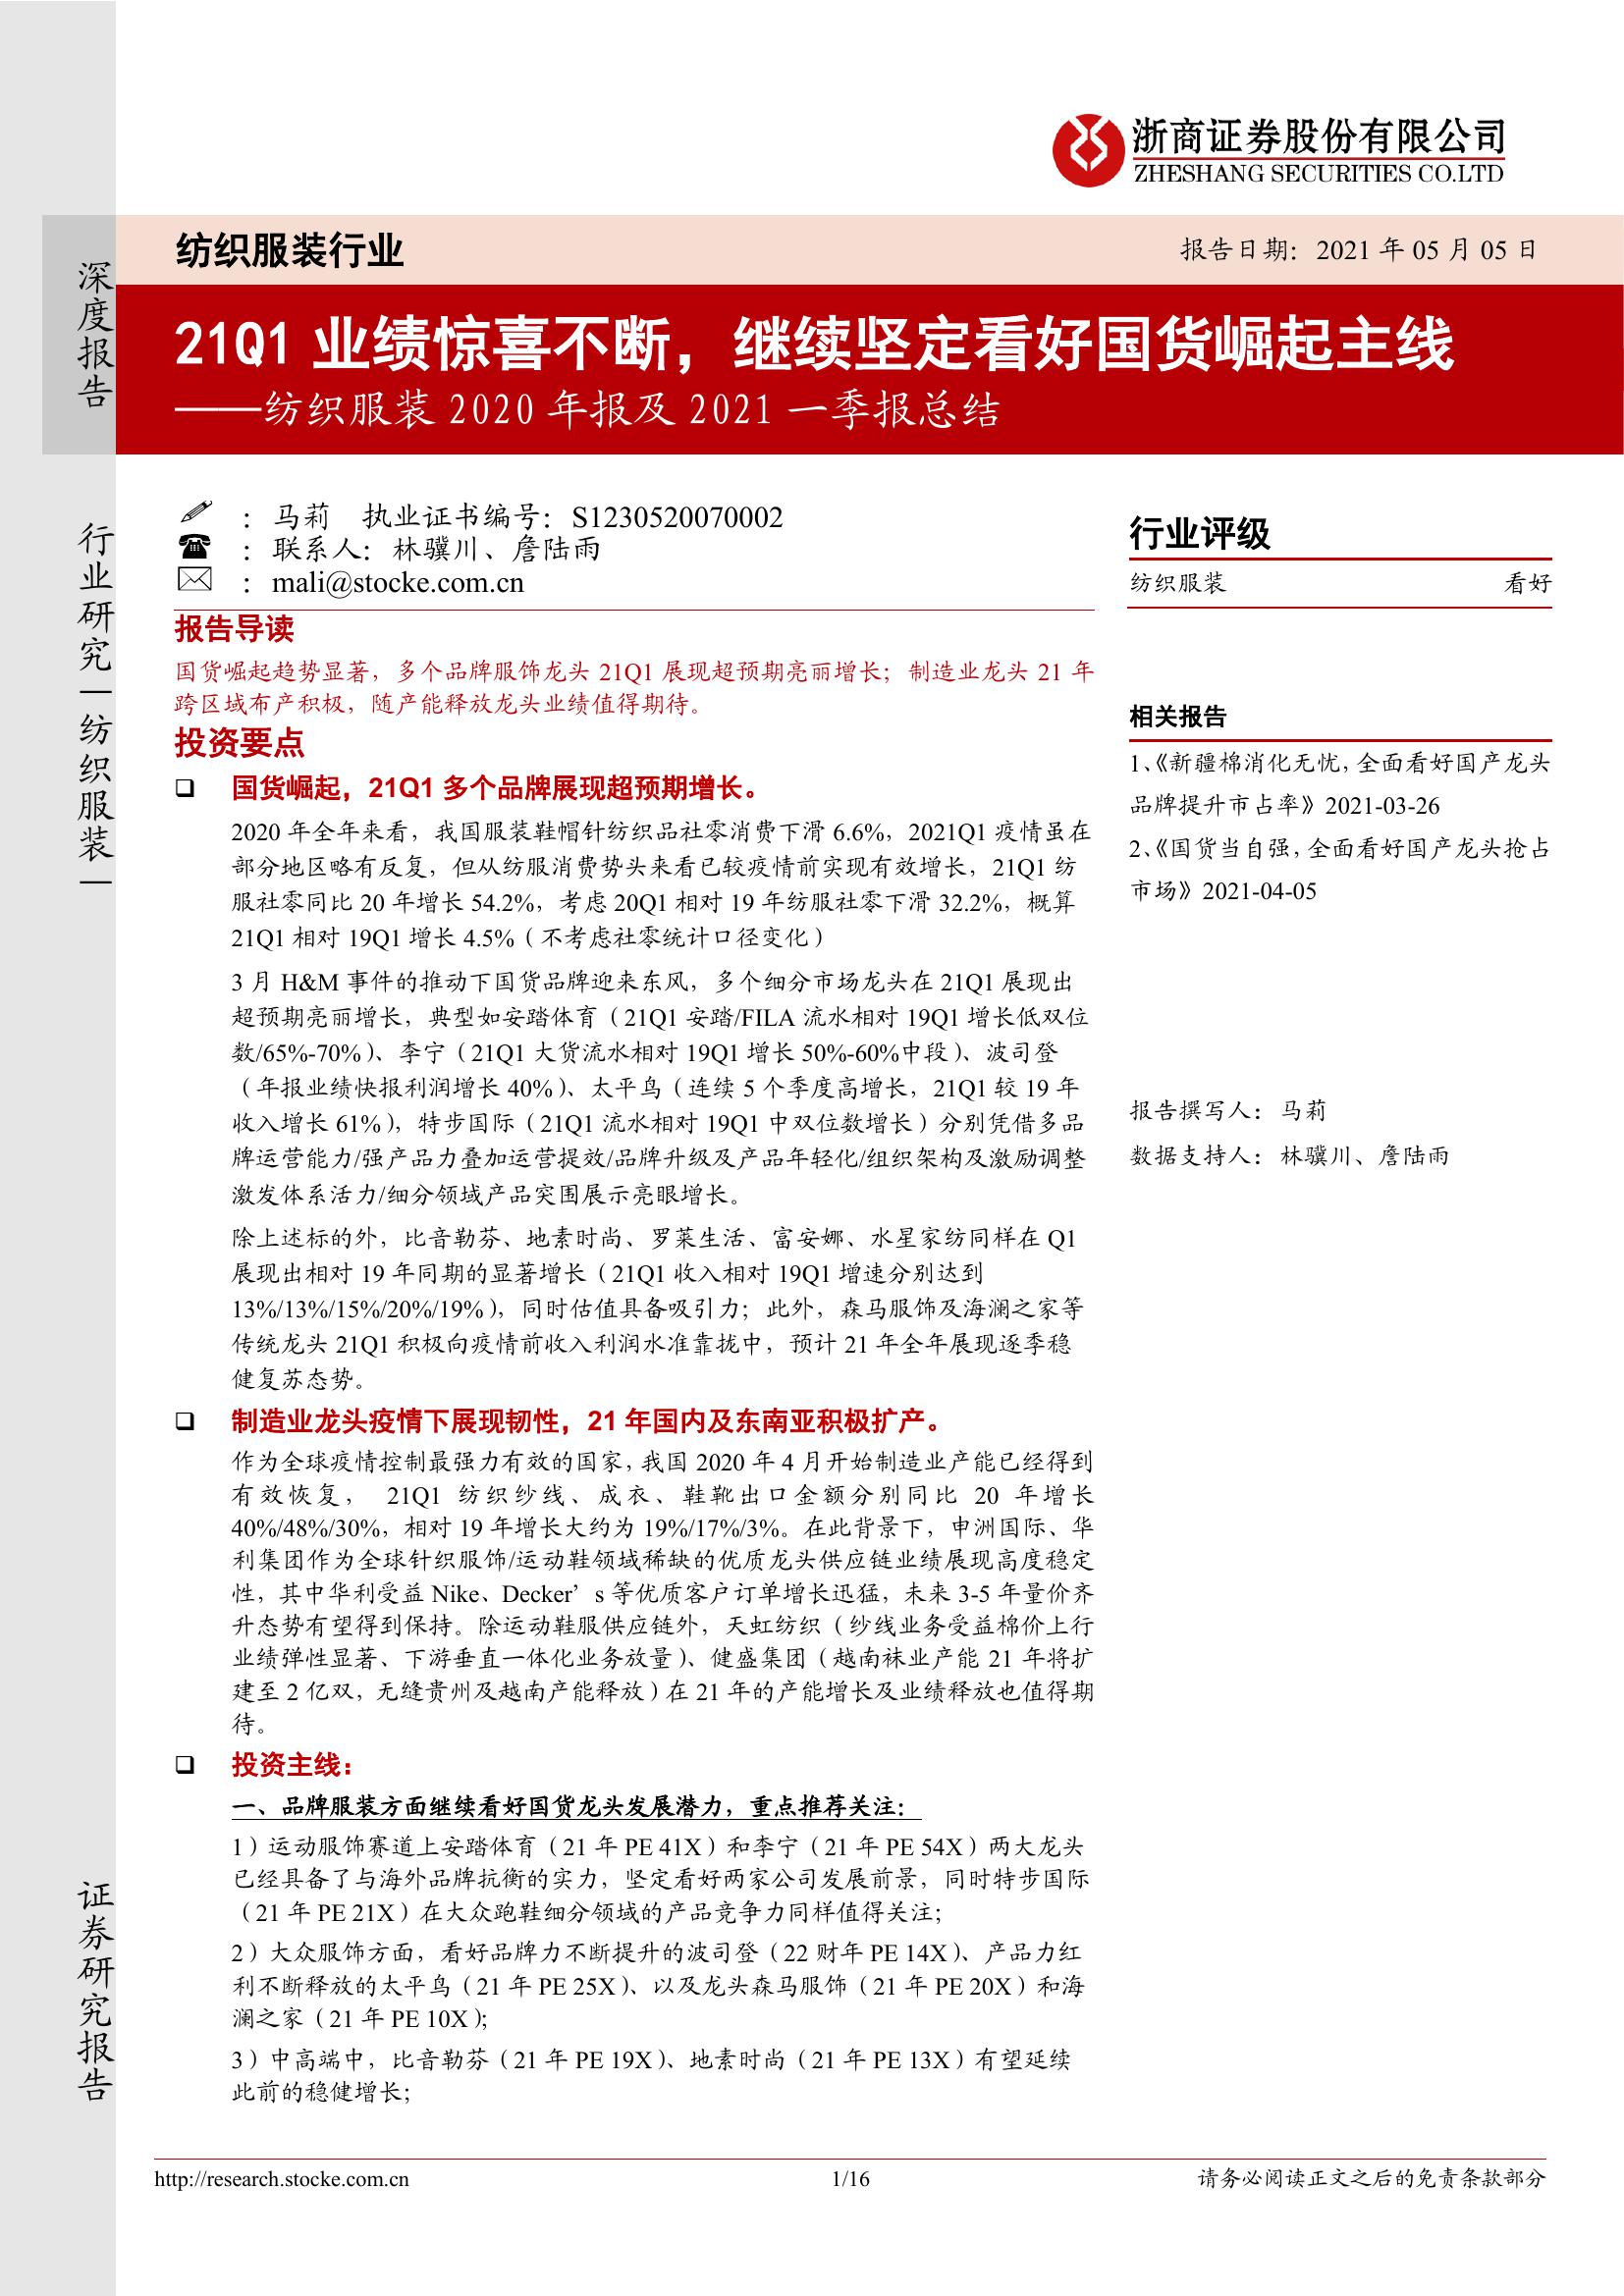 浙商证券股份有限公司
ZHESHANG SECURITIES CO.LTD
深度报告
行业研究|纺织服装|
证券研究报告
纺织服装行业
报告日期：2021 年 05 月 05 日
21Q1 业绩惊喜不断，继续坚定看好国货崛起主线
——纺织服装 2020 年报及 2021 一季报总结
：马莉 执业证书编号：S1230520070002
：联系人：林骥川、詹陆雨
：mali@stocke.com.cn
报告导读
国货崛起趋势显著，多个品牌服饰龙头 21Q1 展现超预期亮丽增长；制造业龙头 21 年
跨区域布产积极，随产能释放龙头业绩值得期待。
投资要点
❑ 国货崛起，21Q1 多个品牌展现超预期增长。
2020 年全年来看，我国服装鞋帽针纺织品社零消费下滑 6.6%，2021Q1 疫情虽在
部分地区略有反复，但从纺服消费势头来看已较疫情前实现有效增长，21Q1 纺
服社零同比 20 年增长 54.2%，考虑 20Q1 相对 19 年纺服社零下滑 32.2%，概算
21Q1 相对 19Q1 增长 4.5%（不考虑社零统计口径变化）
3 月 H&M 事件的推动下国货品牌迎来东风，多个细分市场龙头在 21Q1 展现出
超预期亮丽增长，典型如安踏体育（21Q1 安踏/FILA 流水相对 19Q1 增长低双位
数/65%-70%）、李宁（21Q1 大货流水相对 19Q1 增长 50%-60%中段）、波司登
（年报业绩快报利润增长 40%）、太平鸟（连续 5 个季度高增长，21Q1 较 19 年
收入增长 61%），特步国际（21Q1 流水相对 19Q1 中双位数增长）分别凭借多品
牌运营能力/强产品力叠加运营提效/品牌升级及产品年轻化/组织架构及激励调整
激发体系活力/细分领域产品突围展示亮眼增长。
除上述标的外，比音勒芬、地素时尚、罗莱生活、富安娜、水星家纺同样在 Q1
展现出相对 19 年同期的显著增长（21Q1 收入相对 19Q1 增速分别达到
13%/13%/15%/20%/19%），同时估值具备吸引力；此外，森马服饰及海澜之家等
传统龙头 21Q1 积极向疫情前收入利润水准靠拢中，预计 21 年全年展现逐季稳
健复苏态势。
❑ 制造业龙头疫情下展现韧性，21 年国内及东南亚积极扩产。
作为全球疫情控制最强力有效的国家，我国 2020 年 4 月开始制造业产能已经得到
有效恢复， 21Q1 纺织纱线、成衣、鞋靴出口金额分别同比 20 年增长
40%/48%/30%，相对 19 年增长大约为 19%/17%/3%。在此背景下，申洲国际、华
利集团作为全球针织服饰/运动鞋领域稀缺的优质龙头供应链业绩展现高度稳定
性，其中华利受益 Nike、Decker’s 等优质客户订单增长迅猛，未来 3-5 年量价齐
升态势有望得到保持。除运动鞋服供应链外，天虹纺织（纱线业务受益棉价上行
业绩弹性显著、下游垂直一体化业务放量）、健盛集团（越南袜业产能 21 年将扩
建至 2 亿双，无缝贵州及越南产能释放）在 21 年的产能增长及业绩释放也值得期
待。
❑ 投资主线：
一、品牌服装方面继续看好国货龙头发展潜力，重点推荐关注：
1）运动服饰赛道上安踏体育（21 年 PE 41X）和李宁（21 年 PE 54X）两大龙头
已经具备了与海外品牌抗衡的实力，坚定看好两家公司发展前景，同时特步国际
（21 年 PE 21X）在大众跑鞋细分领域的产品竞争力同样值得关注；
2）大众服饰方面，看好品牌力不断提升的波司登（22 财年 PE 14X）、产品力红
利不断释放的太平鸟（21 年 PE 25X）、以及龙头森马服饰（21 年 PE 20X）和海
澜之家（21 年 PE 10X）；
3）中高端中，比音勒芬（21 年 PE 19X）、地素时尚（21 年 PE 13X）有望延续
此前的稳健增长；
行业评级
纺织服装 看好
相关报告
1、《新疆棉消化无忧，全面看好国产龙头
品牌提升市占率》2021-03-26
2、《国货当自强，全面看好国产龙头抢占
市场》2021-04-05
报告撰写人：马莉
数据支持人：林骥川、詹陆雨
http://research.stocke.com.cn
1/16
请务必阅读正文之后的免责条款部分